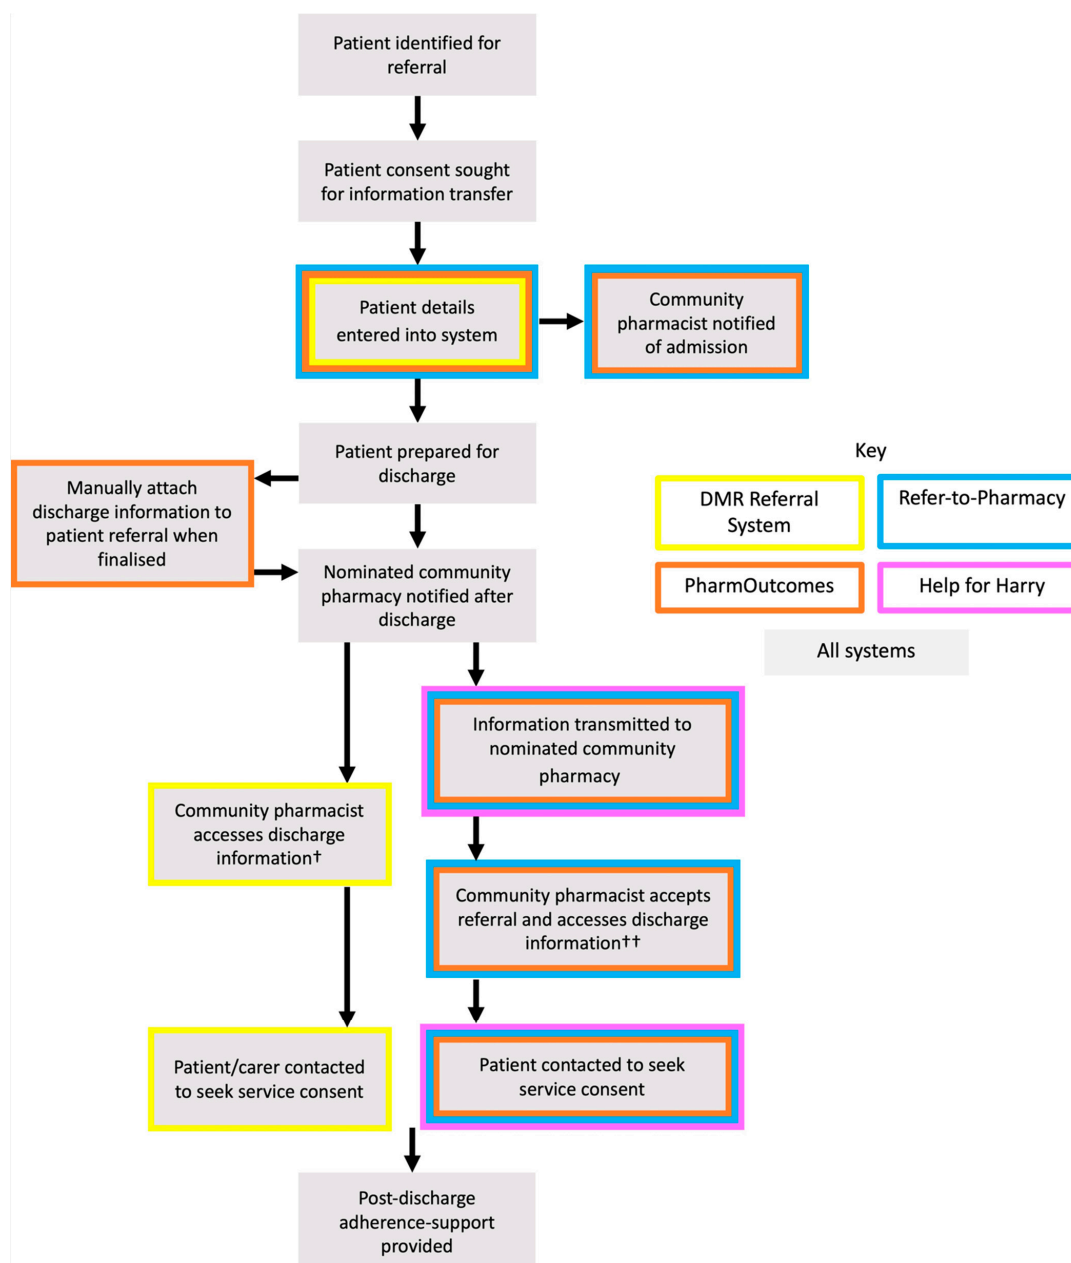 Patient identified for
referral
Patient consent sought
for information transfer
Patient details
entered into system
Community
pharmacist notified
of admission
Patient prepared for
discharge
Manually attach
discharge information to
patient referral when
finalised
Nominated community
pharmacy notified after
discharge
Key
DMR Referral
System
Refer-to-Pharmacy
PharmOutcomes
Help for Harry
All systems
Information transmitted to
nominated community
pharmacy
Community pharmacist
accesses discharge
information†
Community pharmacist accepts
referral and accesses discharge
information††
Patient/carer contacted
to seek service consent
Patient contacted to seek
service consent
Post-discharge
adherence-support
provided